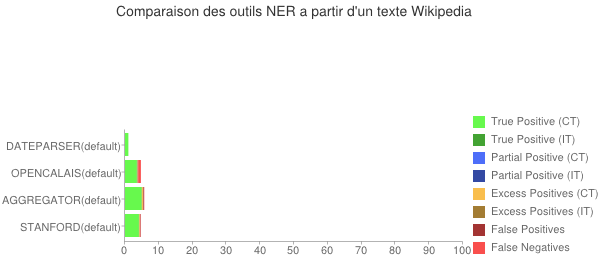 Comparaison des outils NER a partir d'un texte Wikipedia
True Positive (CT)
True Positive (IT)
Partial Positive (CT)
Partial Positive (IT)
Excess Positives (CT)
Excess Positives (IT)
False Positives
False Negatives
DATEPARSER(default)
OPENCALAIS(default)
AGGREGATOR(default)
STANFORD(default)
0 10 20 30 40 50 60 70 80 90 100